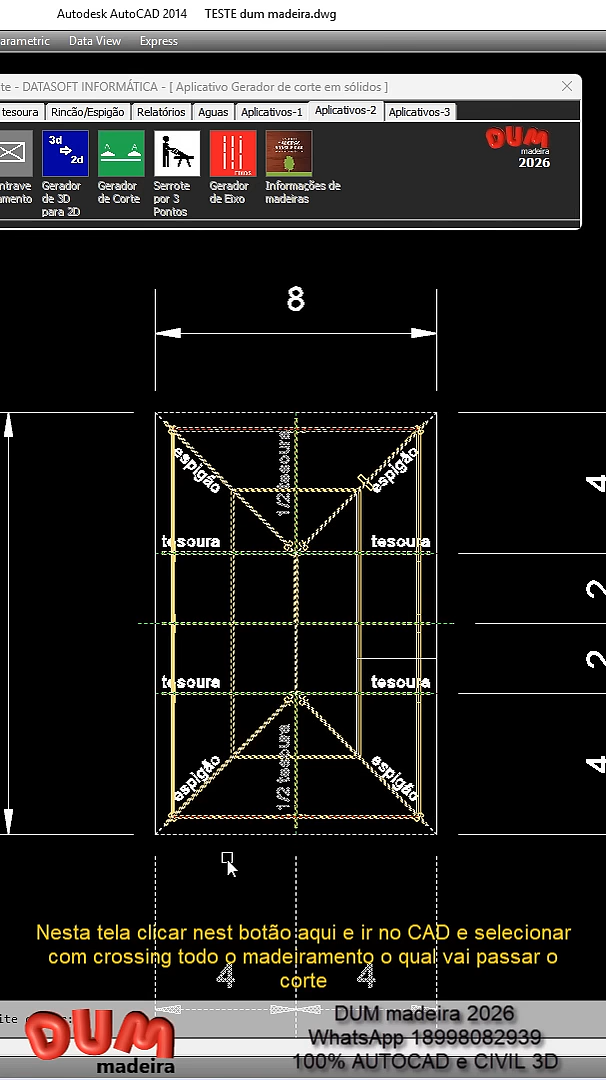 Autodesk AutoCAD 2014 TESTE dum madeira.dwg
arametric Data View Express
te - DATASOFT INFORMÁTICA - [ Aplicativo Gerador de corte em sólidos ]
tesoura Rincão/Espigão Relatórios Aguas Aplicativos-1 Aplicativos-2 Aplicativos-3
3d
2d
EIXOS
DUM
madeira
2026
ntrave
amento
Gerador
de 3D
para 2D
Gerador
de Corte
Serrote
por 3
Pontos
Gerador
de Eixo
Informações de
madeiras
8
espigão
1/2 tesoura
espigão
4
tesoura
tesoura
2
2
tesoura
tesoura
espigão
1/2 tesoura
espigão
4
Nesta tela clicar nest botão aqui e ir no CAD e selecionar
com crossing todo o madeiramento o qual vai passar o
corte
4
4
DUM
madeira
DUM madeira 2026
WhatsApp 18998082939
100% AUTOCAD e CIVIL 3D